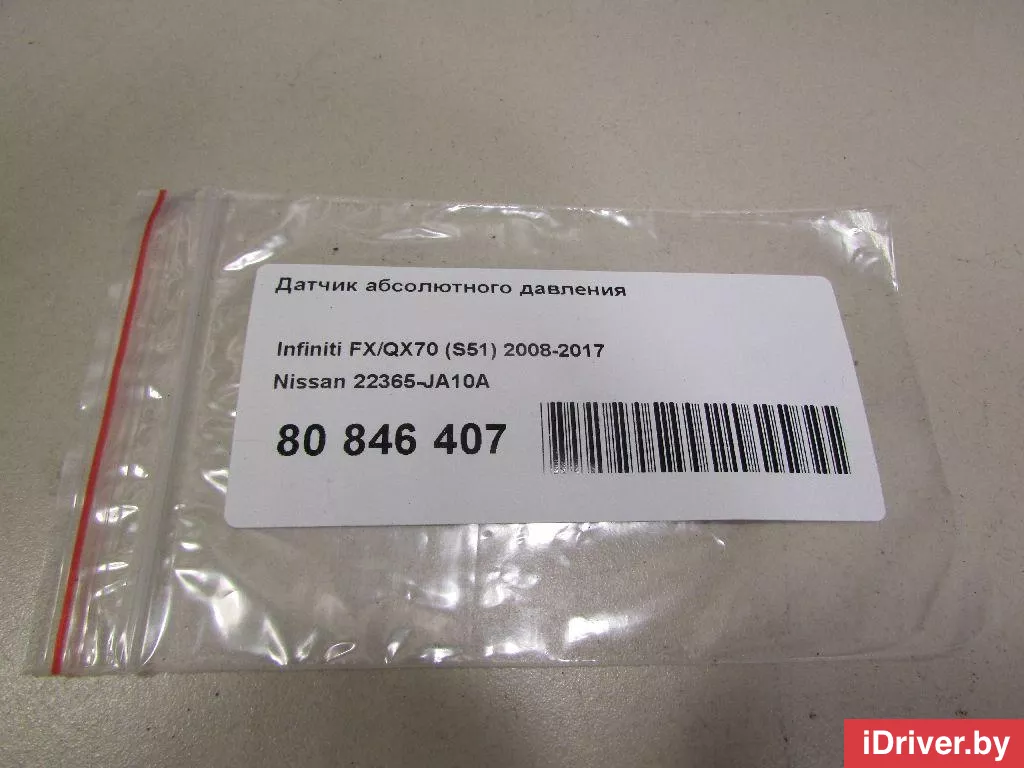 Датчик абсолютного давления
Infiniti FX/QX70 (S51) 2008-2017
Nissan 22365-JA10A
80 846 407
iDriver.by